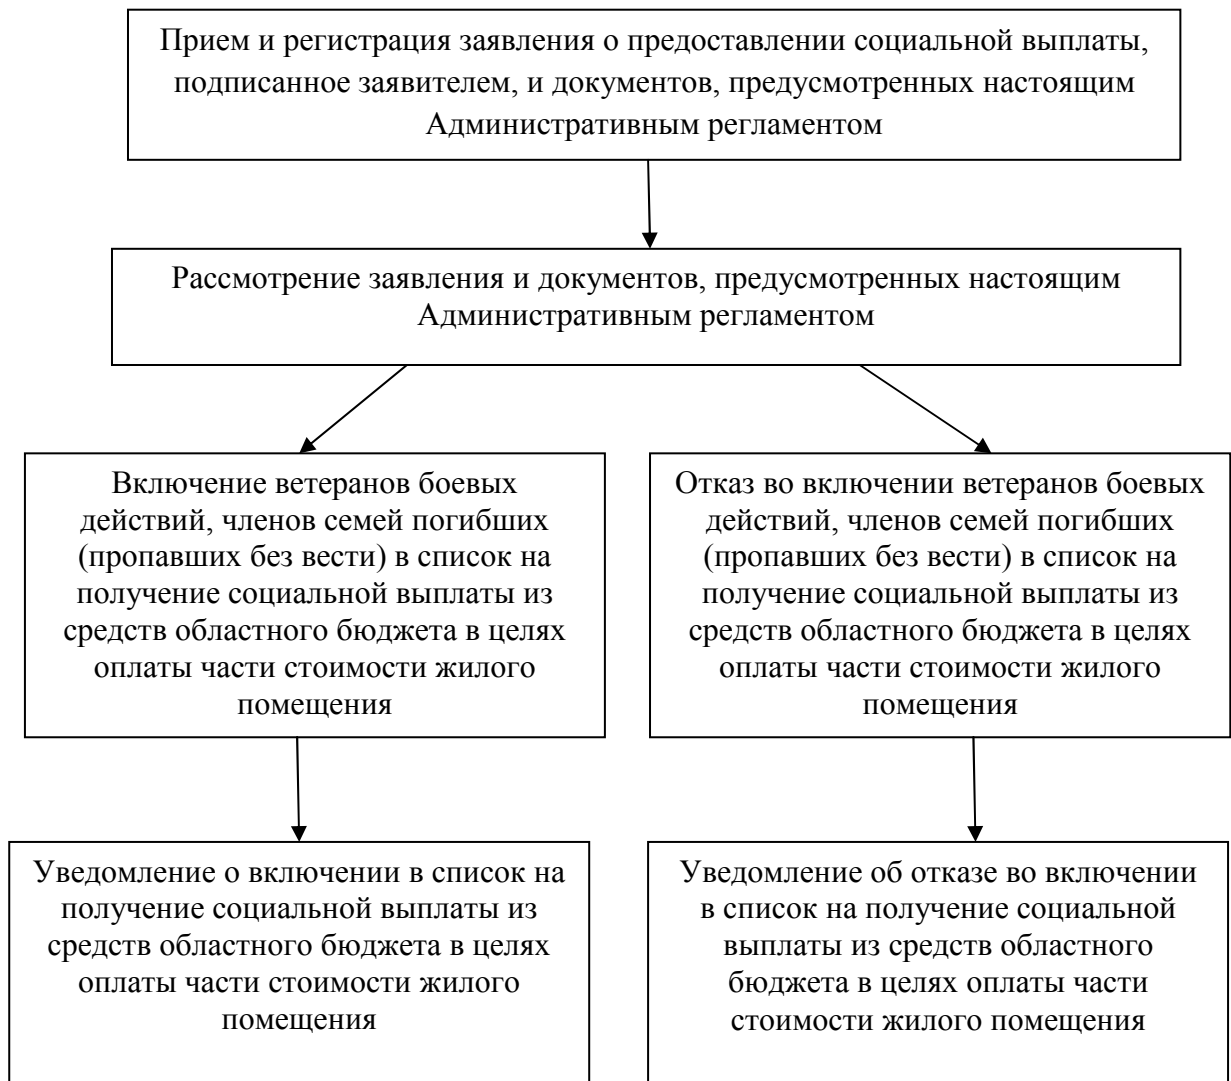 Прием и регистрация заявления о предоставлении социальной выплаты,
подписанное заявителем, и документов, предусмотренных настоящим
Административным регламентом
Рассмотрение заявления и документов, предусмотренных настоящим
Административным регламентом
Включение ветеранов боевых
действий, членов семей погибших
(пропавших без вести) в список на
получение социальной выплаты из
средств областного бюджета в целях
оплаты части стоимости жилого
помещения
Отказ во включении ветеранов боевых
действий, членов семей погибших
(пропавших без вести) в список на
получение социальной выплаты из
средств областного бюджета в целях
оплаты части стоимости жилого
помещения
Уведомление о включении в список на
получение социальной выплаты из
средств областного бюджета в целях
оплаты части стоимости жилого
помещения
Уведомление об отказе во включении
в список на получение социальной
выплаты из средств областного
бюджета в целях оплаты части
стоимости жилого помещения